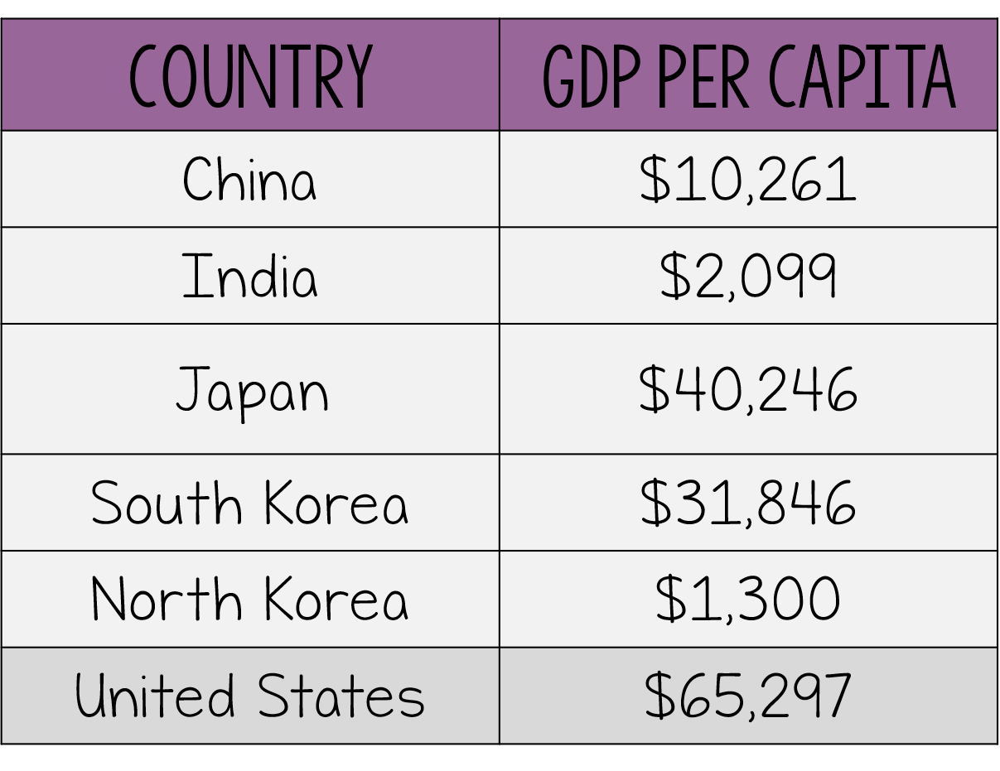 COUNTRY GDP PER CAPITA
China $10,261
India $2,099
Japan $40,246
South Korea $31,846
North Korea $1,300
United States $65,297